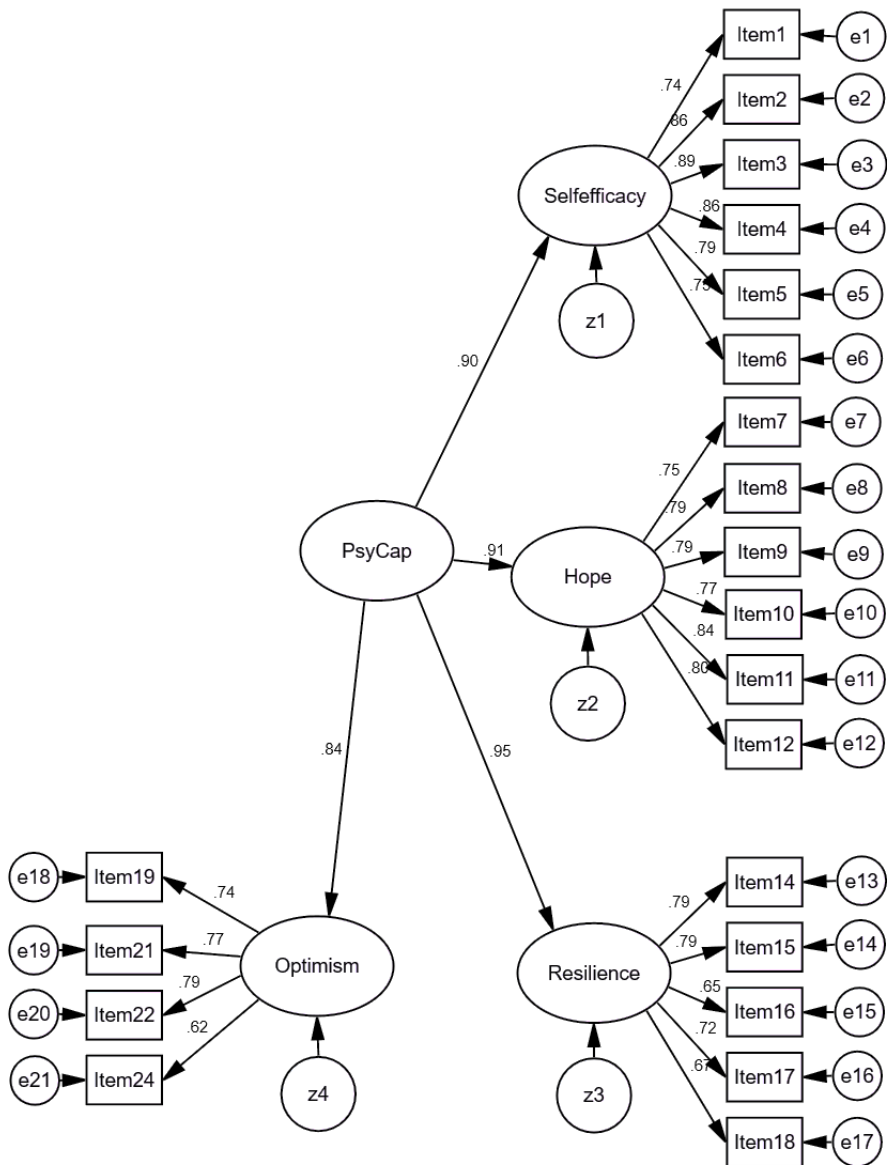 Item1
e1
.74
Item2
e2
.86
Selfefficacy
.89
Item3
e3
.86
Item4
e4
.79
Item5
e5
Item6
e6
z1
.90
Item7
e7
.75
Item8
e8
.79
PsyCap
.91
Hope
.79
Item9
e9
.77
Item10
e10
.84
Item11
e11
.80
Item12
e12
z2
.84
.95
e18
Item19
.74
e19
Item21
.77
Optimism
e20
Item22
.79
e21
Item24
.62
z4
Resilience
.79
Item14
e13
.79
Item15
e14
.65
Item16
e15
.72
Item17
e16
.67
Item18
e17
z3